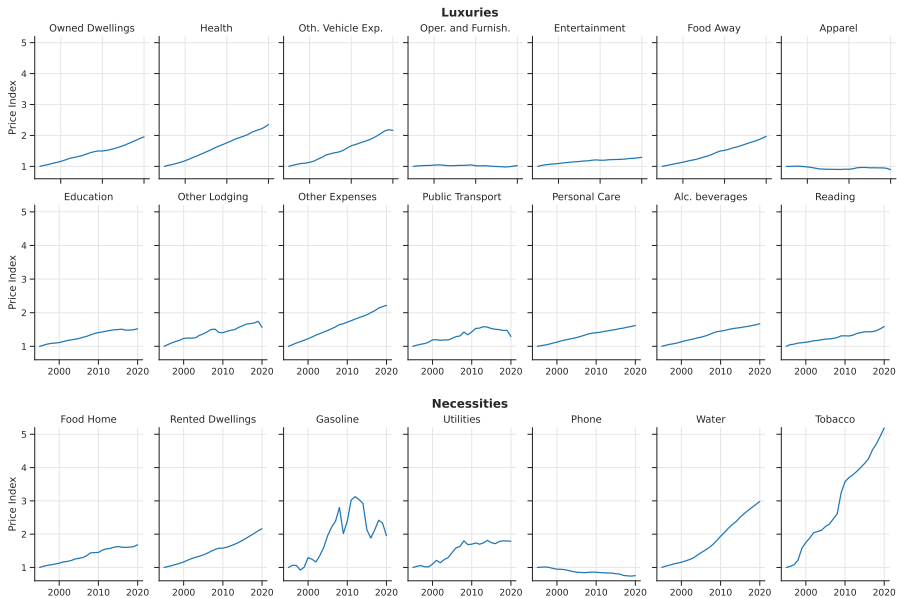 Luxuries
Owned Dwellings Health Oth. Vehicle Exp. Oper. and Furnish. Entertainment Food Away Apparel
5
4
3
2
1
Price Index
Education Other Lodging Other Expenses Public Transport Personal Care Alc. beverages Reading
5
4
3
2
1
Price Index
2000 2010 2020 2000 2010 2020 2000 2010 2020 2000 2010 2020 2000 2010 2020 2000 2010 2020 2000 2010 2020
Necessities
Food Home Rented Dwellings Gasoline Utilities Phone Water Tobacco
5
4
3
2
1
Price Index
2000 2010 2020 2000 2010 2020 2000 2010 2020 2000 2010 2020 2000 2010 2020 2000 2010 2020 2000 2010 2020